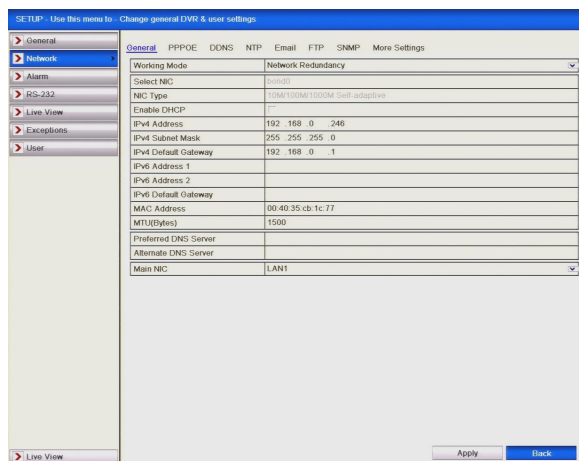 SETUP - Use this menu to - Change general DVR & user settings
General
Network
Alarm
RS-232
Live View
Exceptions
User
General PPPOE DDNS NTP Email FTP SNMP More Settings
Working Mode Network Redundancy
Select NIC bond0
NIC Type 10M/100M/1000M Self-adaptive
Enable DHCP
IPv4 Address 192 .168 .0 .246
IPv4 Subnet Mask 255 .255 .255 .0
IPv4 Default Gateway 192 .168 .0 .1
IPv6 Address 1
IPv6 Address 2
IPv6 Default Gateway
MAC Address 00:40:35:cb:1c:77
MTU(Bytes) 1500
Preferred DNS Server
Alternate DNS Server
Main NIC LAN1
Live View
Apply Back